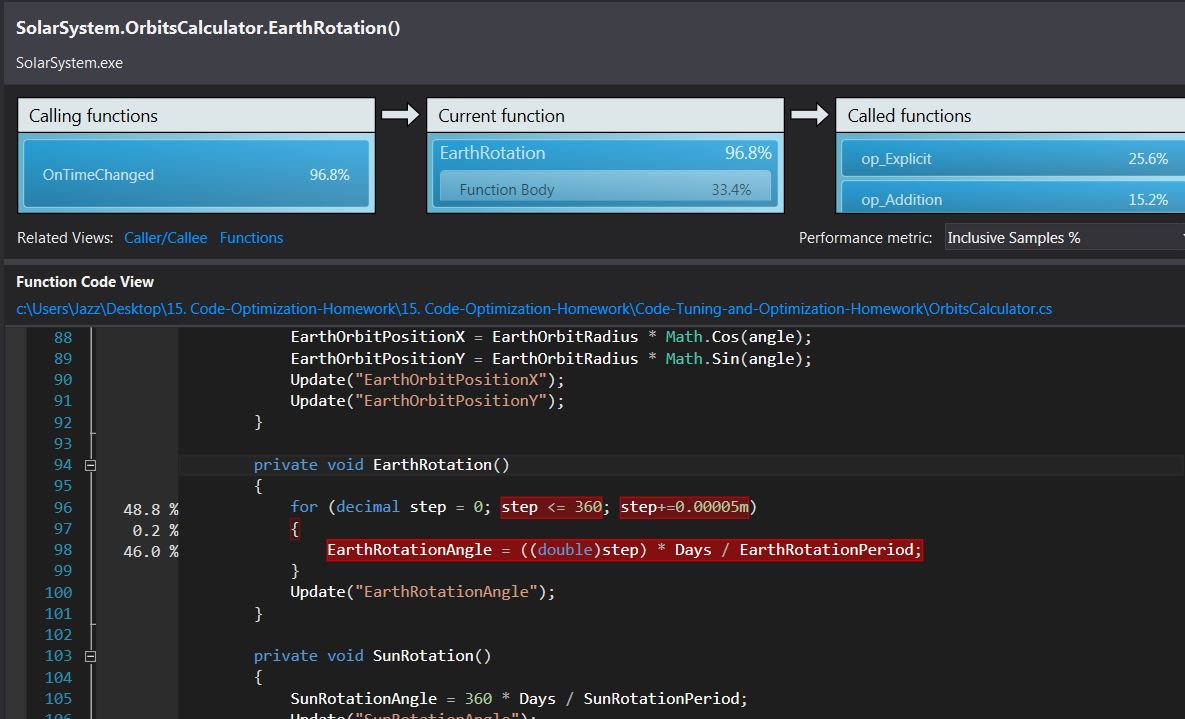 SolarSystem.OrbitsCalculator.EarthRotation()
SolarSystem.exe
Calling functions
OnTimeChanged 96.8%
Current function
EarthRotation 96.8%
Function Body 33.4%
Called functions
op_Explicit 25.6%
op_Addition 15.2%
Related Views: Caller/Callee Functions
Performance metric: Inclusive Samples %
Function Code View
c:\Users\Jazz\Desktop\15. Code-Optimization-Homework\15. Code-Optimization-Homework\Code-Tuning-and-Optimization-Homework\OrbitsCalculator.cs
88 EarthOrbitPositionX = EarthOrbitRadius * Math.Cos(angle);
89 EarthOrbitPositionY = EarthOrbitRadius * Math.Sin(angle);
90 Update("EarthOrbitPositionX");
91 Update("EarthOrbitPositionY");
92 }
93
94 private void EarthRotation()
95 {
96 48.8 % for (decimal step = 0; step <= 360; step+=0.00005m)
97 0.2 % {
98 46.0 % EarthRotationAngle = ((double)step) * Days / EarthRotationPeriod;
99 }
100 Update("EarthRotationAngle");
101 }
102
103 private void SunRotation()
104 {
105 SunRotationAngle = 360 * Days / SunRotationPeriod;
106 Update("SunRotationAngle");